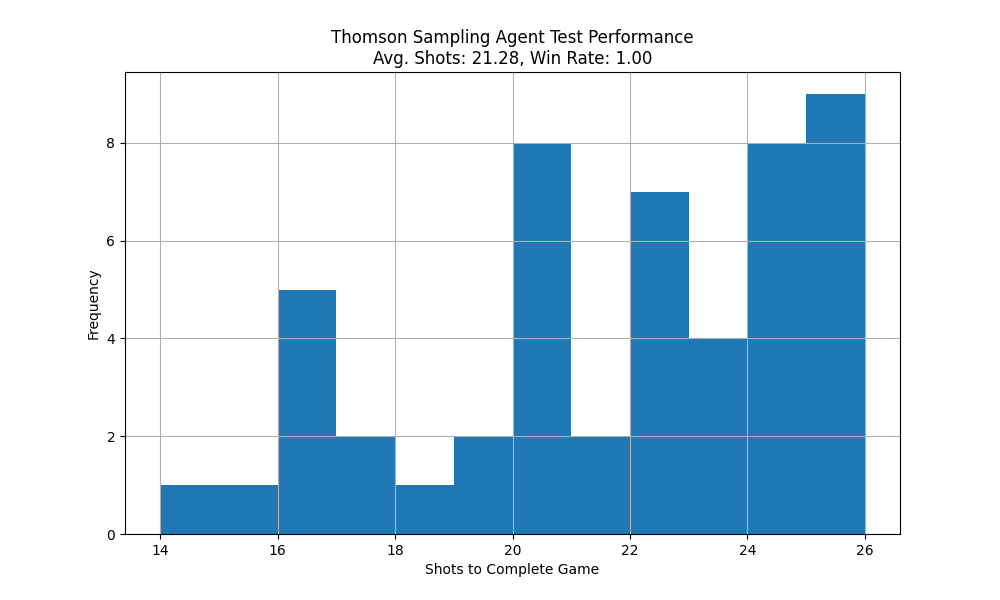 Thomson Sampling Agent Test Performance
Avg. Shots: 21.28, Win Rate: 1.00
Frequency
8
6
4
2
0
14 16 18 20 22 24 26
Shots to Complete Game